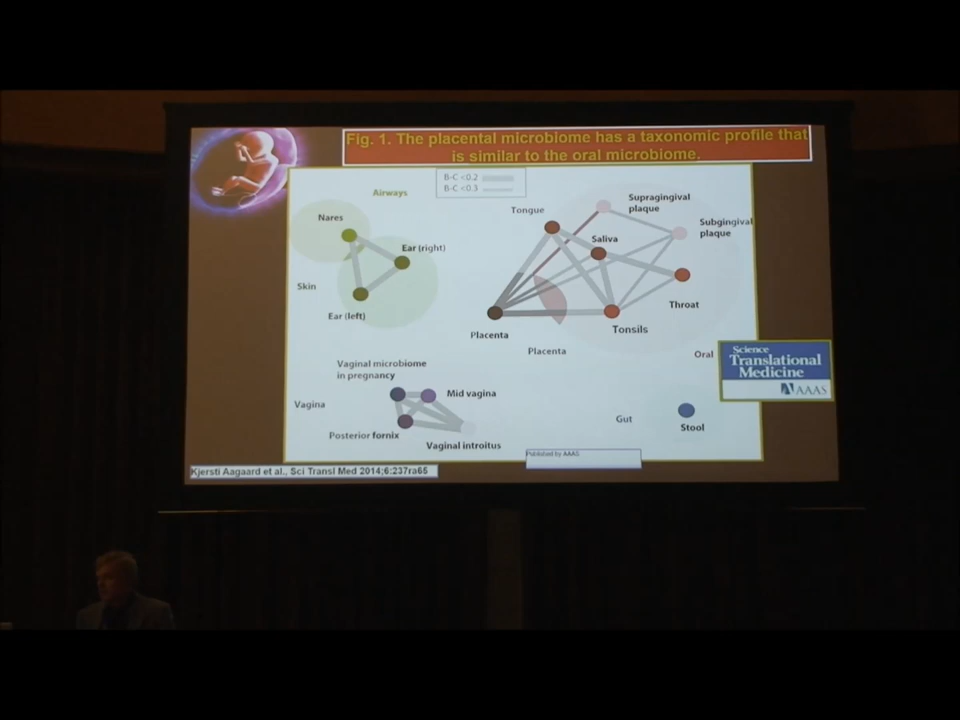 Fig. 1. The placental microbiome has a taxonomic profile that
is similar to the oral microbiome.
B-C <0.2
B-C <0.3
Airways
Nares
Ear (right)
Skin
Ear (left)
Tongue
Supragingival
plaque
Subgingival
plaque
Saliva
Throat
Placenta
Tonsils
Placenta
Oral
Vaginal microbiome
in pregnancy
Mid vagina
Vagina
Posterior fornix
Vaginal introitus
Gut
Stool
Science
Translational
Medicine
AAAS
Published by AAAS
Kjersti Aagaard et al., Sci Transl Med 2014;6:237ra65